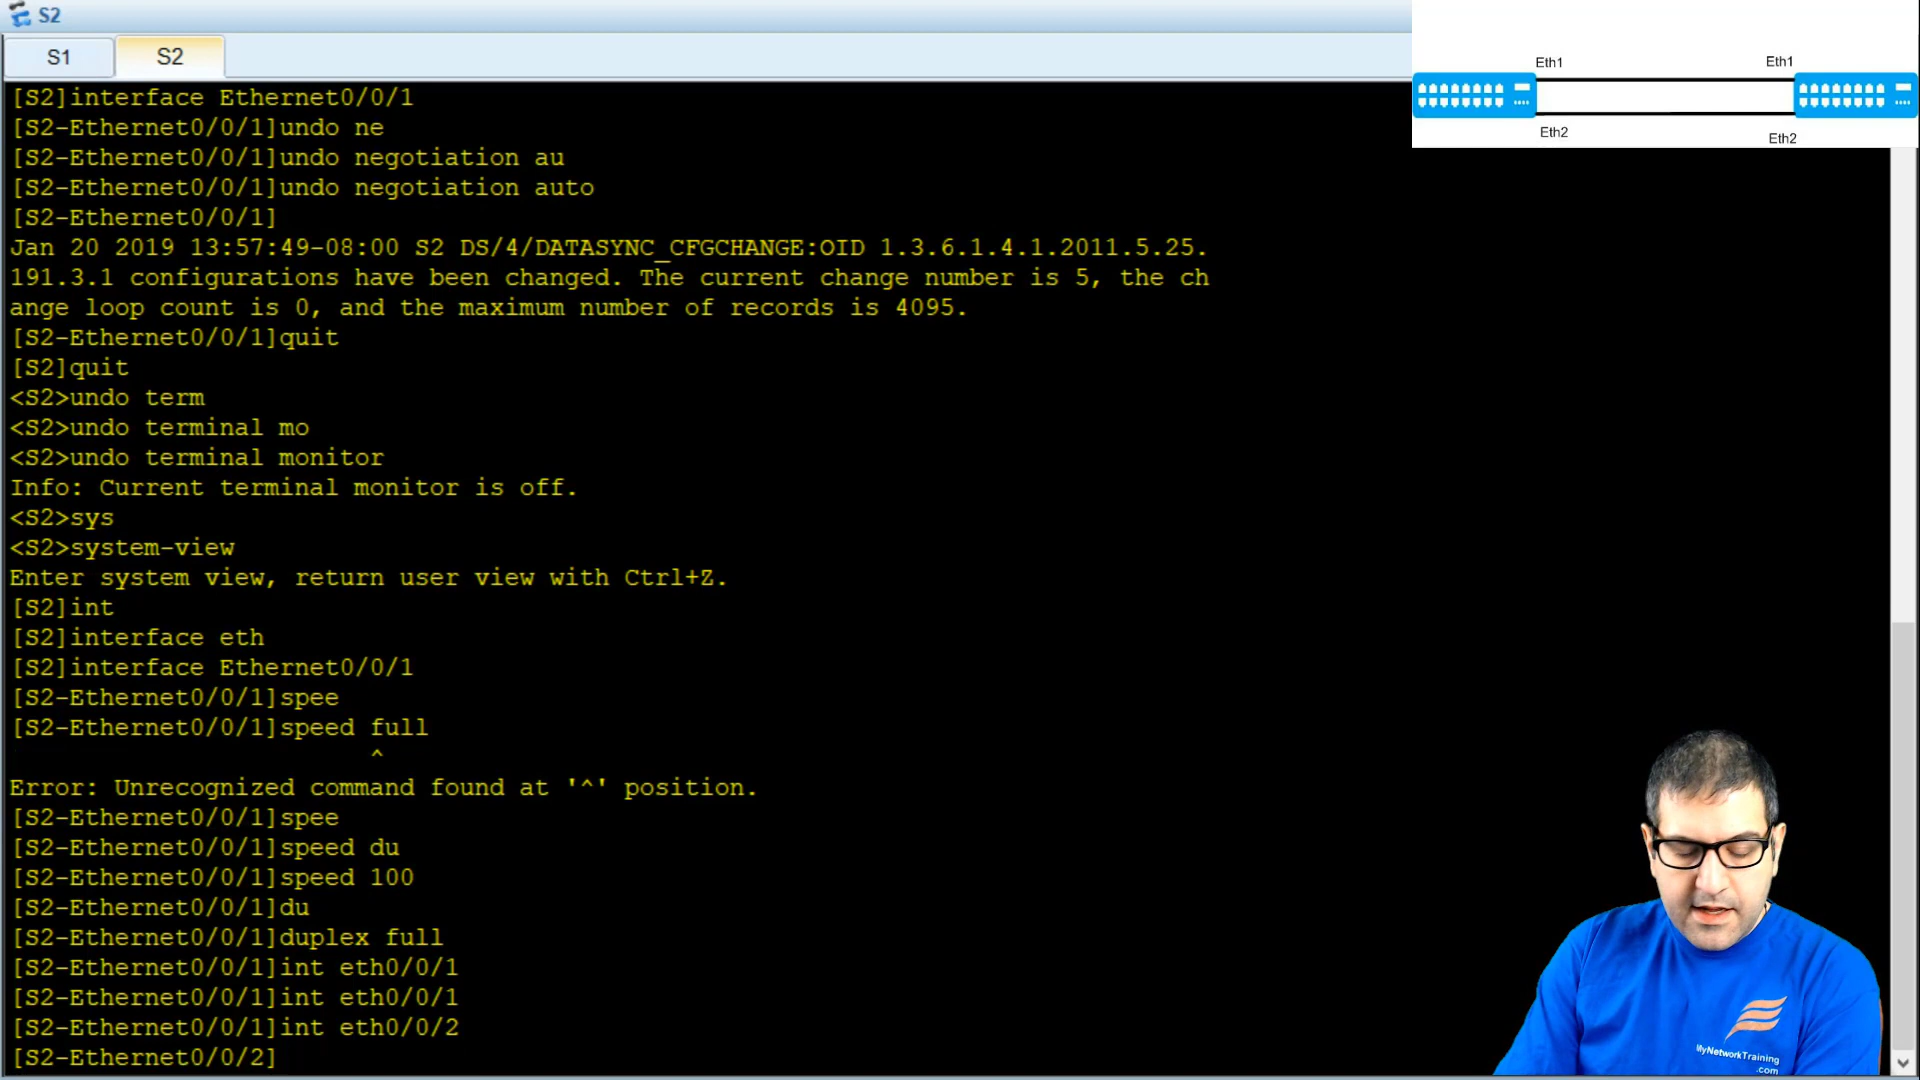 S2
S1
S2
[S2]interface Ethernet0/0/1
[S2-Ethernet0/0/1]undo ne
[S2-Ethernet0/0/1]undo negotiation au
[S2-Ethernet0/0/1]undo negotiation auto
[S2-Ethernet0/0/1]
Jan 20 2019 13:57:49-08:00 S2 DS/4/DATASYNC_CFGCHANGE:OID 1.3.6.1.4.1.2011.5.25.
191.3.1 configurations have been changed. The current change number is 5, the ch
ange loop count is 0, and the maximum number of records is 4095.
[S2-Ethernet0/0/1]quit
[S2]quit
<S2>undo term
<S2>undo terminal mo
<S2>undo terminal monitor
Info: Current terminal monitor is off.
<S2>sys
<S2>system-view
Enter system view, return user view with Ctrl+Z.
[S2]int
[S2]interface eth
[S2]interface Ethernet0/0/1
[S2-Ethernet0/0/1]spee
[S2-Ethernet0/0/1]speed full
^
Error: Unrecognized command found at '^' position.
[S2-Ethernet0/0/1]spee
[S2-Ethernet0/0/1]speed du
[S2-Ethernet0/0/1]speed 100
[S2-Ethernet0/0/1]du
[S2-Ethernet0/0/1]duplex full
[S2-Ethernet0/0/1]int eth0/0/1
[S2-Ethernet0/0/1]int eth0/0/1
[S2-Ethernet0/0/1]int eth0/0/2
[S2-Ethernet0/0/2]
Eth1
Eth1
Eth2
Eth2
MyNetworkTraining
.com